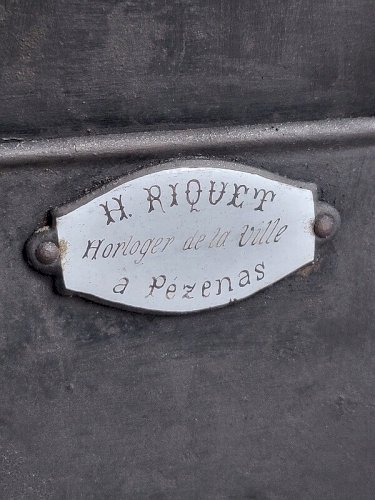 H. RIQUET
Horloger de la Ville
a Pézenas